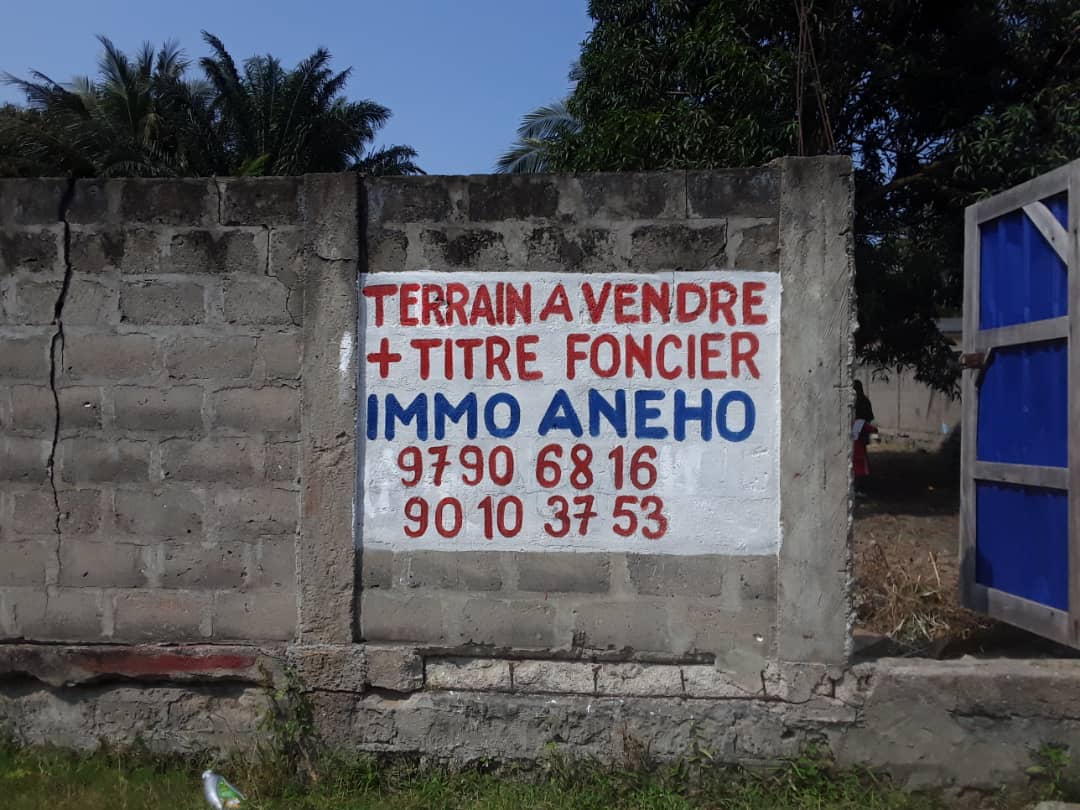 TERRAIN A VENDRE
+ TITRE FONCIER
IMMO ANEHO
97 90 68 16
90 10 37 53